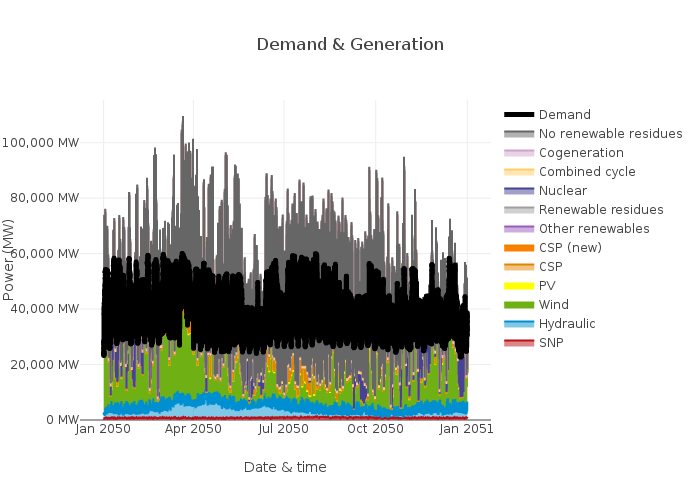 Demand & Generation
Power (MW)
100,000 MW
80,000 MW
60,000 MW
40,000 MW
20,000 MW
0 MW
Jan 2050
Apr 2050
Jul 2050
Oct 2050
Jan 2051
Date & time
Demand
No renewable residues
Cogeneration
Combined cycle
Nuclear
Renewable residues
Other renewables
CSP (new)
CSP
PV
Wind
Hydraulic
SNP